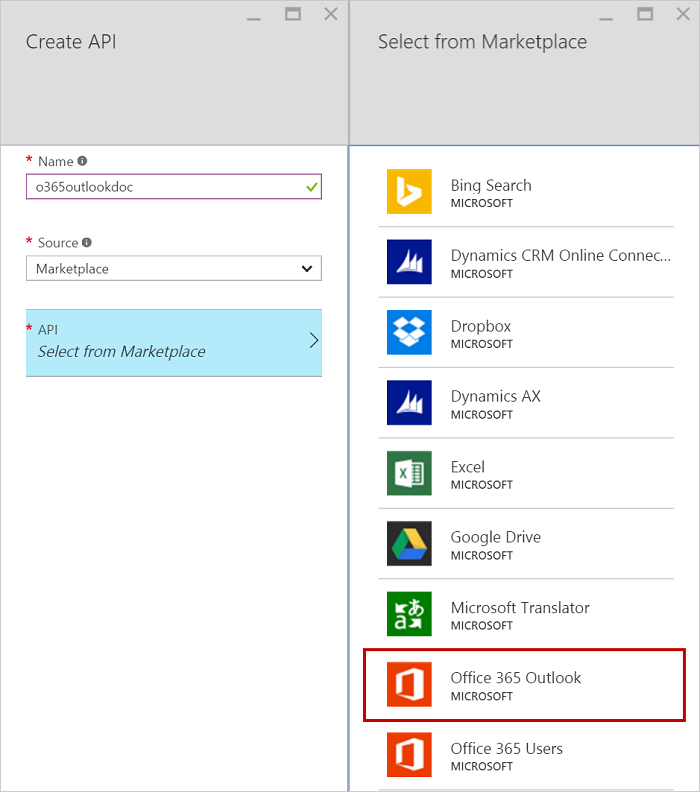 Create API
* Name
o365outlookdoc
* Source
Marketplace
* API
Select from Marketplace
Select from Marketplace
Bing Search
MICROSOFT
Dynamics CRM Online Connec...
MICROSOFT
Dropbox
MICROSOFT
Dynamics AX
MICROSOFT
Excel
MICROSOFT
Google Drive
MICROSOFT
Microsoft Translator
MICROSOFT
Office 365 Outlook
MICROSOFT
Office 365 Users
MICROSOFT